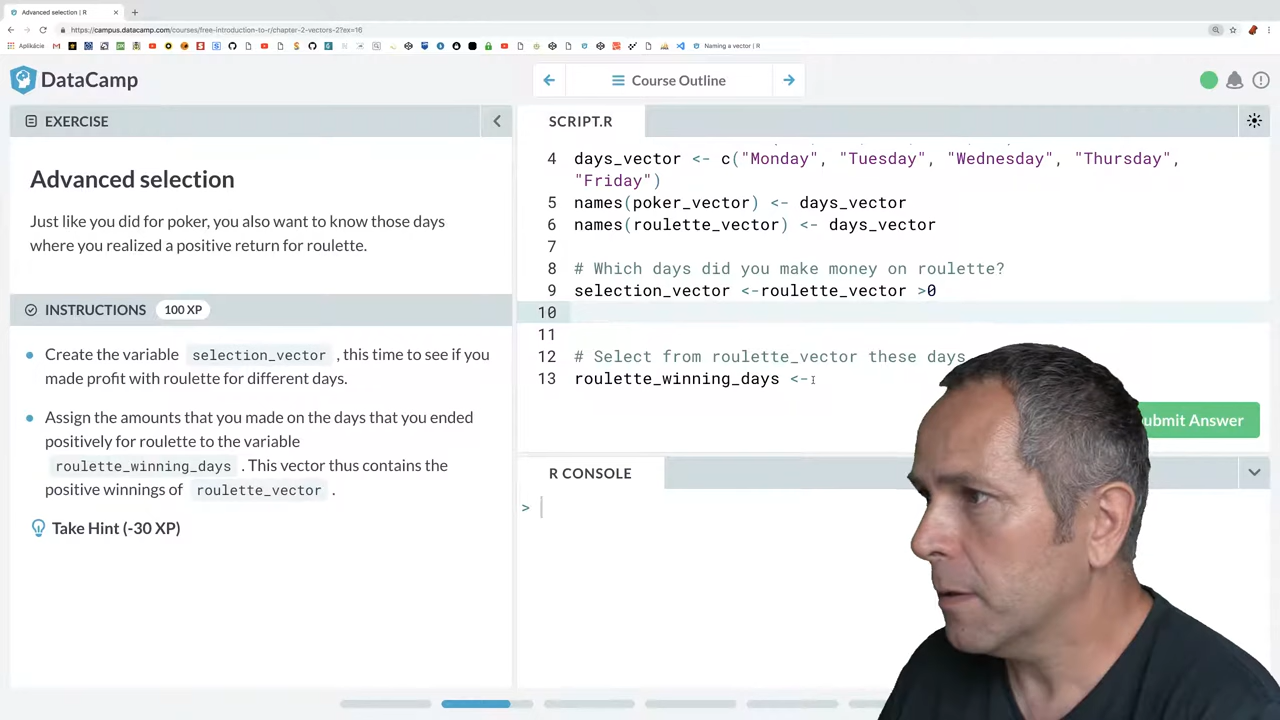 Advanced selection | R
https://campus.datacamp.com/courses/free-introduction-to-r/chapter-2-vectors-2?ex=16
Aplikácie
Naming a vector | R
DataCamp
Course Outline
EXERCISE
Advanced selection
Just like you did for poker, you also want to know those days
where you realized a positive return for roulette.
INSTRUCTIONS 100 XP
Create the variable selection_vector , this time to see if you
made profit with roulette for different days.
Assign the amounts that you made on the days that you ended
positively for roulette to the variable
roulette_winning_days . This vector thus contains the
positive winnings of roulette_vector .
Take Hint (-30 XP)
SCRIPT.R
4 days_vector <- c("Monday", "Tuesday", "Wednesday", "Thursday",
"Friday")
5 names(poker_vector) <- days_vector
6 names(roulette_vector) <- days_vector
7
8 # Which days did you make money on roulette?
9 selection_vector <-roulette_vector >0
10
11
12 # Select from roulette_vector these days
13 roulette_winning_days <-
ubmit Answer
R CONSOLE
>